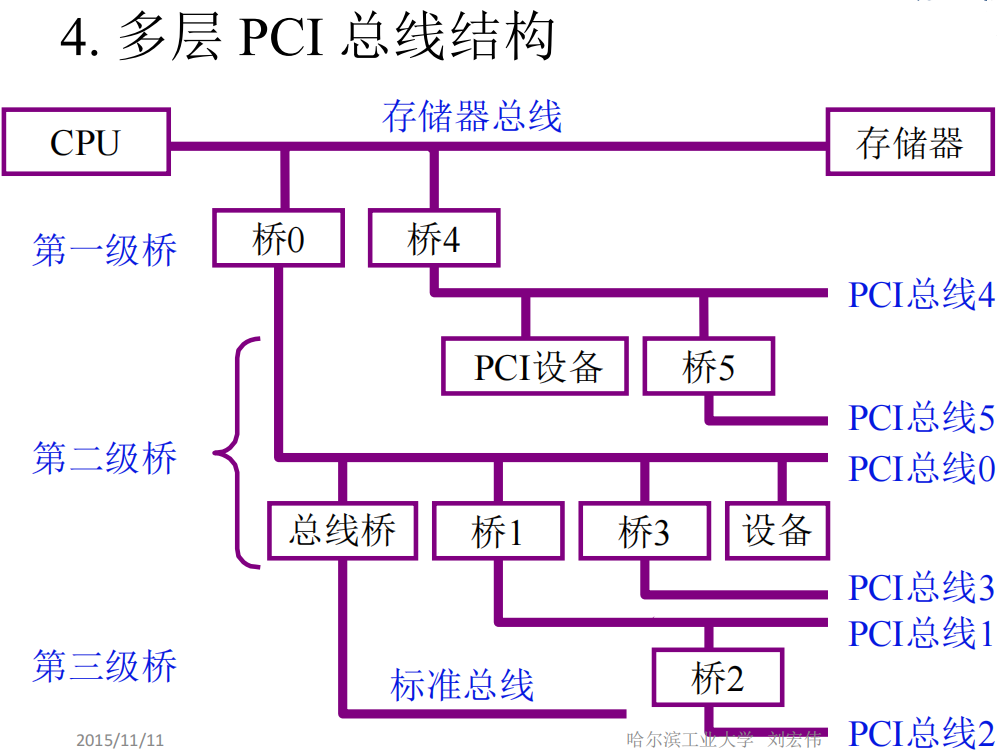 4. 多层 PCI 总线结构
存储器总线
CPU
存储器
第一级桥
桥0
桥4
PCI总线4
PCI设备
桥5
PCI总线5
第二级桥
PCI总线0
总线桥
桥1
桥3
设备
PCI总线3
PCI总线1
第三级桥
标准总线
桥2
PCI总线2
2015/11/11
哈尔滨工业大学 刘宏伟